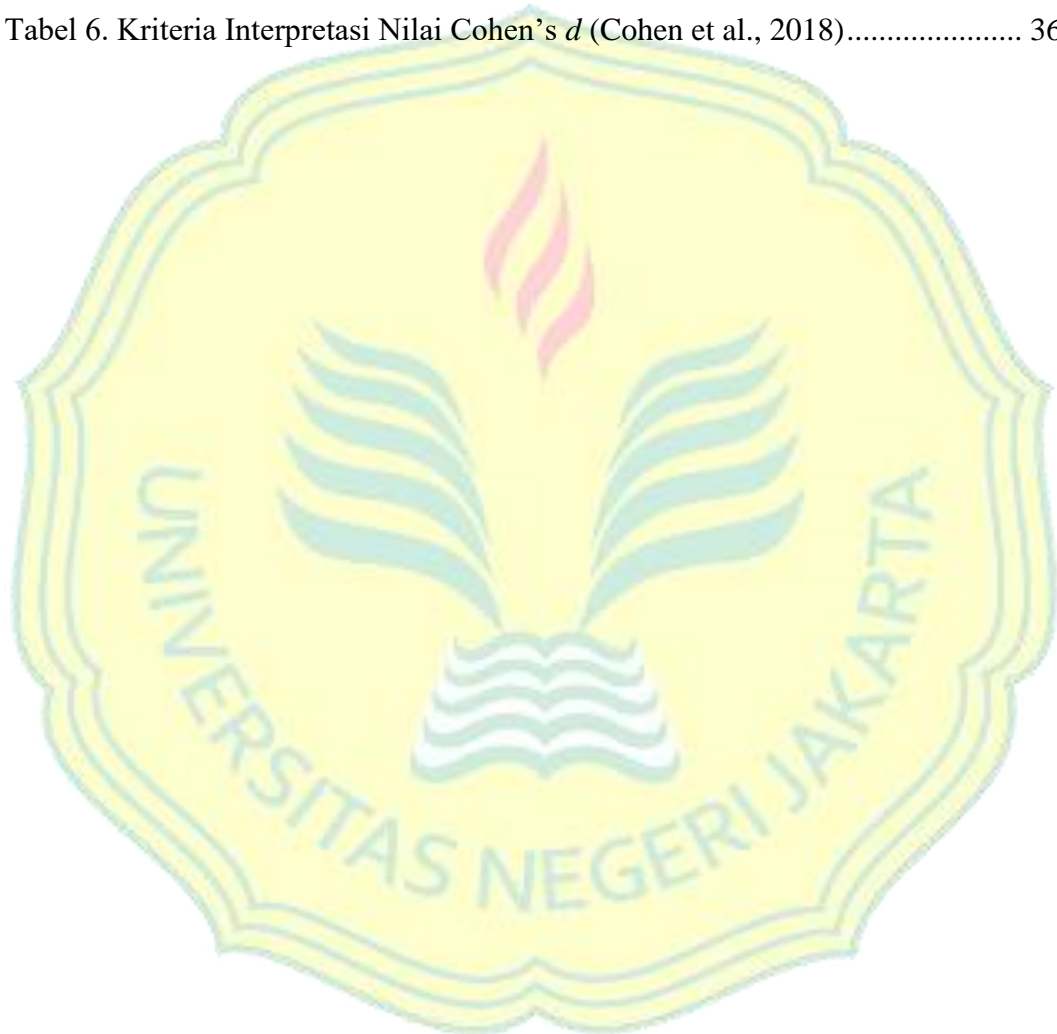 Tabel 6. Kriteria Interpretasi Nilai Cohen’s d (Cohen et al., 2018)...................... 36
UNIVERSITAS NEGERI JAKARTA